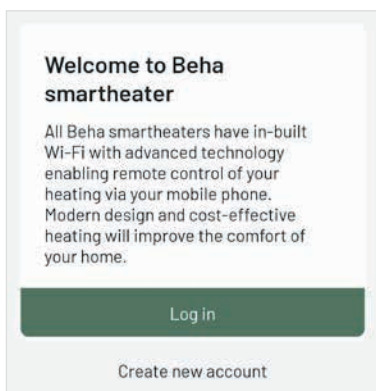 Welcome to Beha
smartheater
All Beha smartheaters have in-built
Wi-Fi with advanced technology
enabling remote control of your
heating via your mobile phone.
Modern design and cost-effective
heating will improve the comfort of
your home.
Log in
Create new account